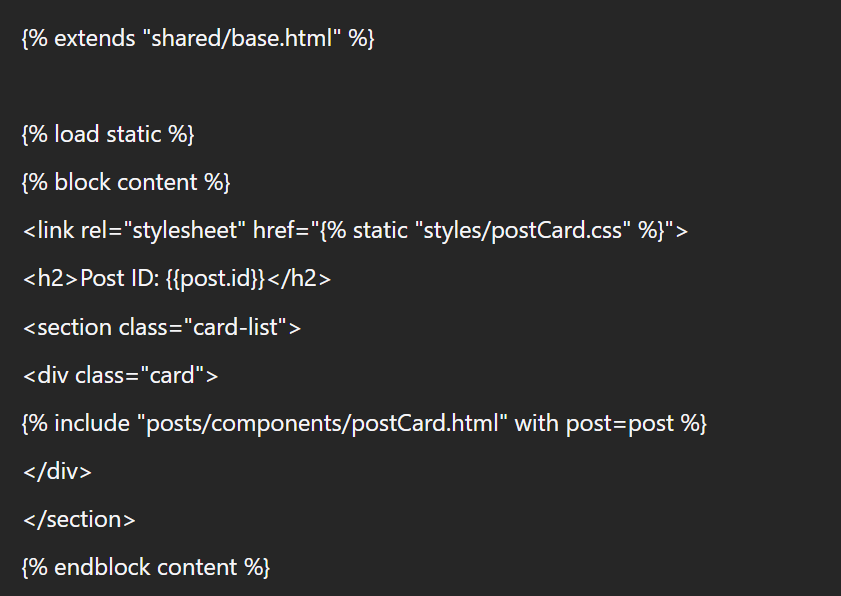 {% extends "shared/base.html" %}
{% load static %}
{% block content %}
<link rel="stylesheet" href="{% static "styles/postCard.css" %}">
<h2>Post ID: {{post.id}}</h2>
<section class="card-list">
<div class="card">
{% include "posts/components/postCard.html" with post=post %}
</div>
</section>
{% endblock content %}